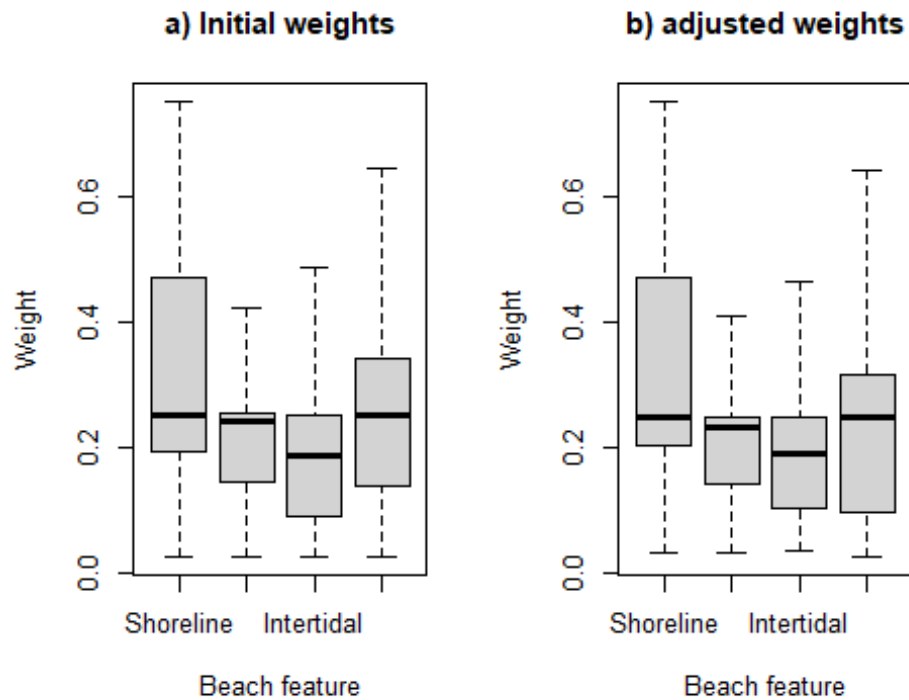 a) Initial weights
Weight
0.0
0.2
0.4
0.6
Shoreline Intertidal
Beach feature
b) adjusted weights
Weight
0.0
0.2
0.4
0.6
Shoreline Intertidal
Beach feature